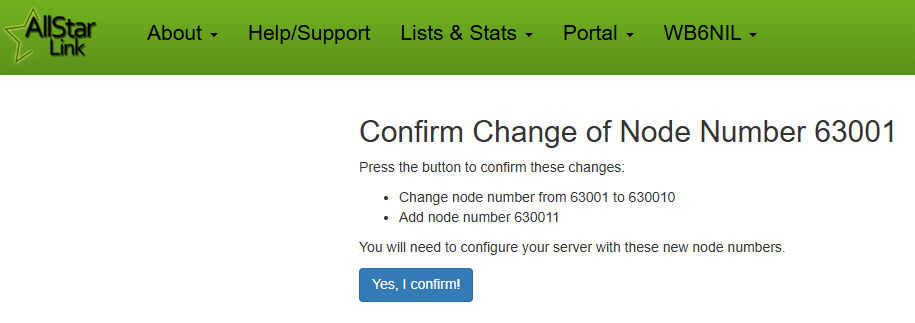 AllStar
Link
About
Help/Support
Lists & Stats
Portal
WB6NIL
Confirm Change of Node Number 63001
Press the button to confirm these changes:
Change node number from 63001 to 630010
Add node number 630011
You will need to configure your server with these new node numbers.
Yes, I confirm!